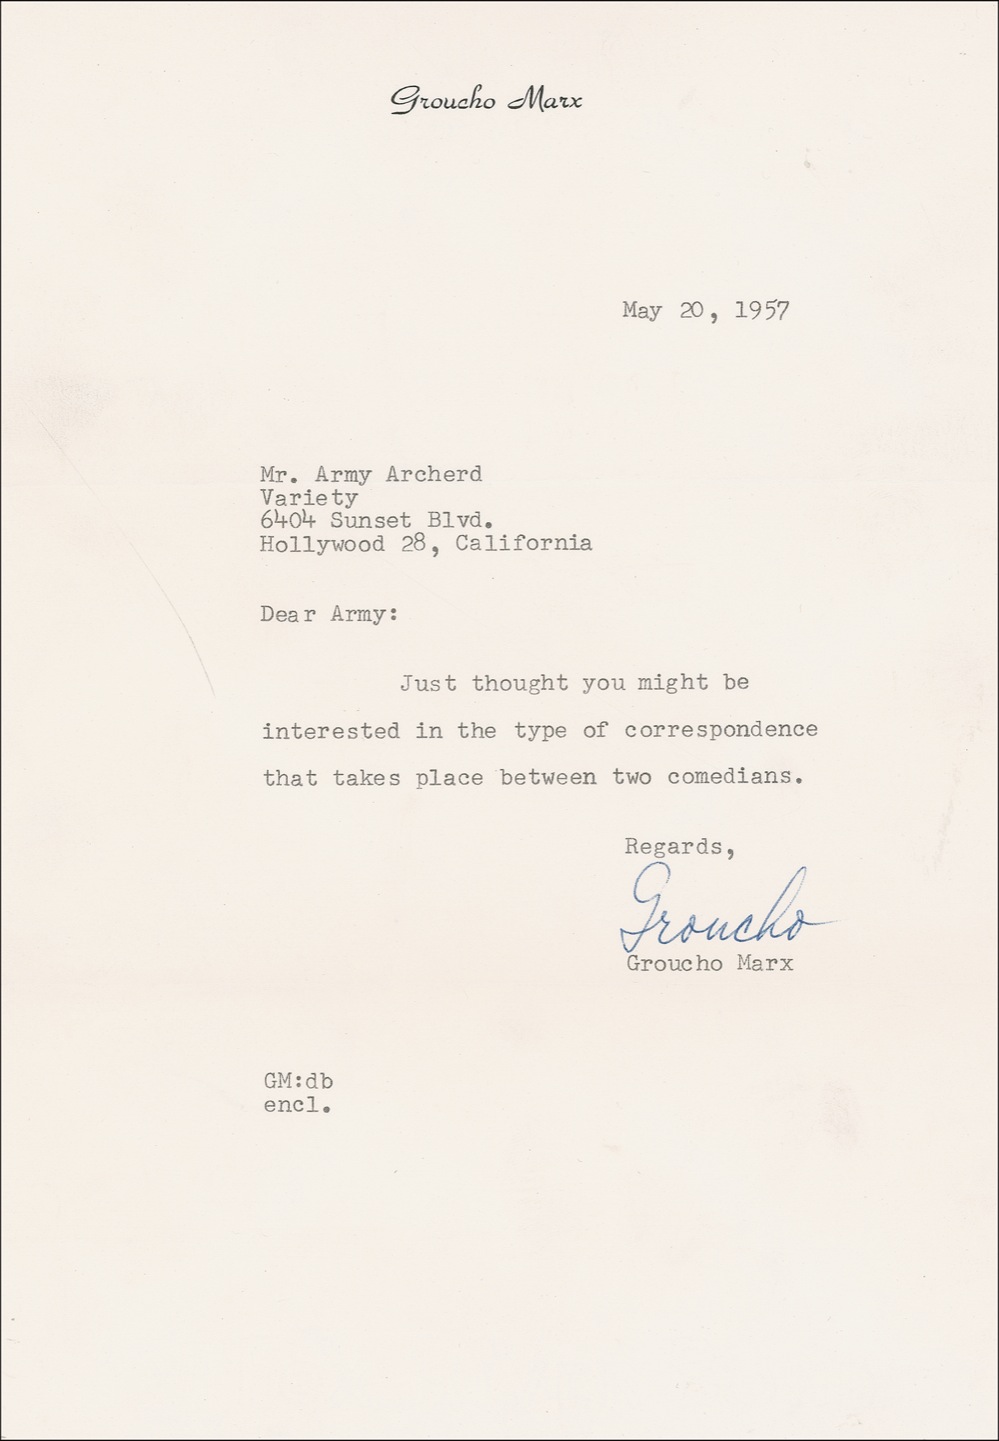 Groucho Marx
May 20, 1957
Mr. Army Archerd
Variety
6404 Sunset Blvd.
Hollywood 28, California
Dear Army:
Just thought you might be
interested in the type of correspondence
that takes place between two comedians.
Regards,
Groucho
Groucho Marx
GM:db
encl.